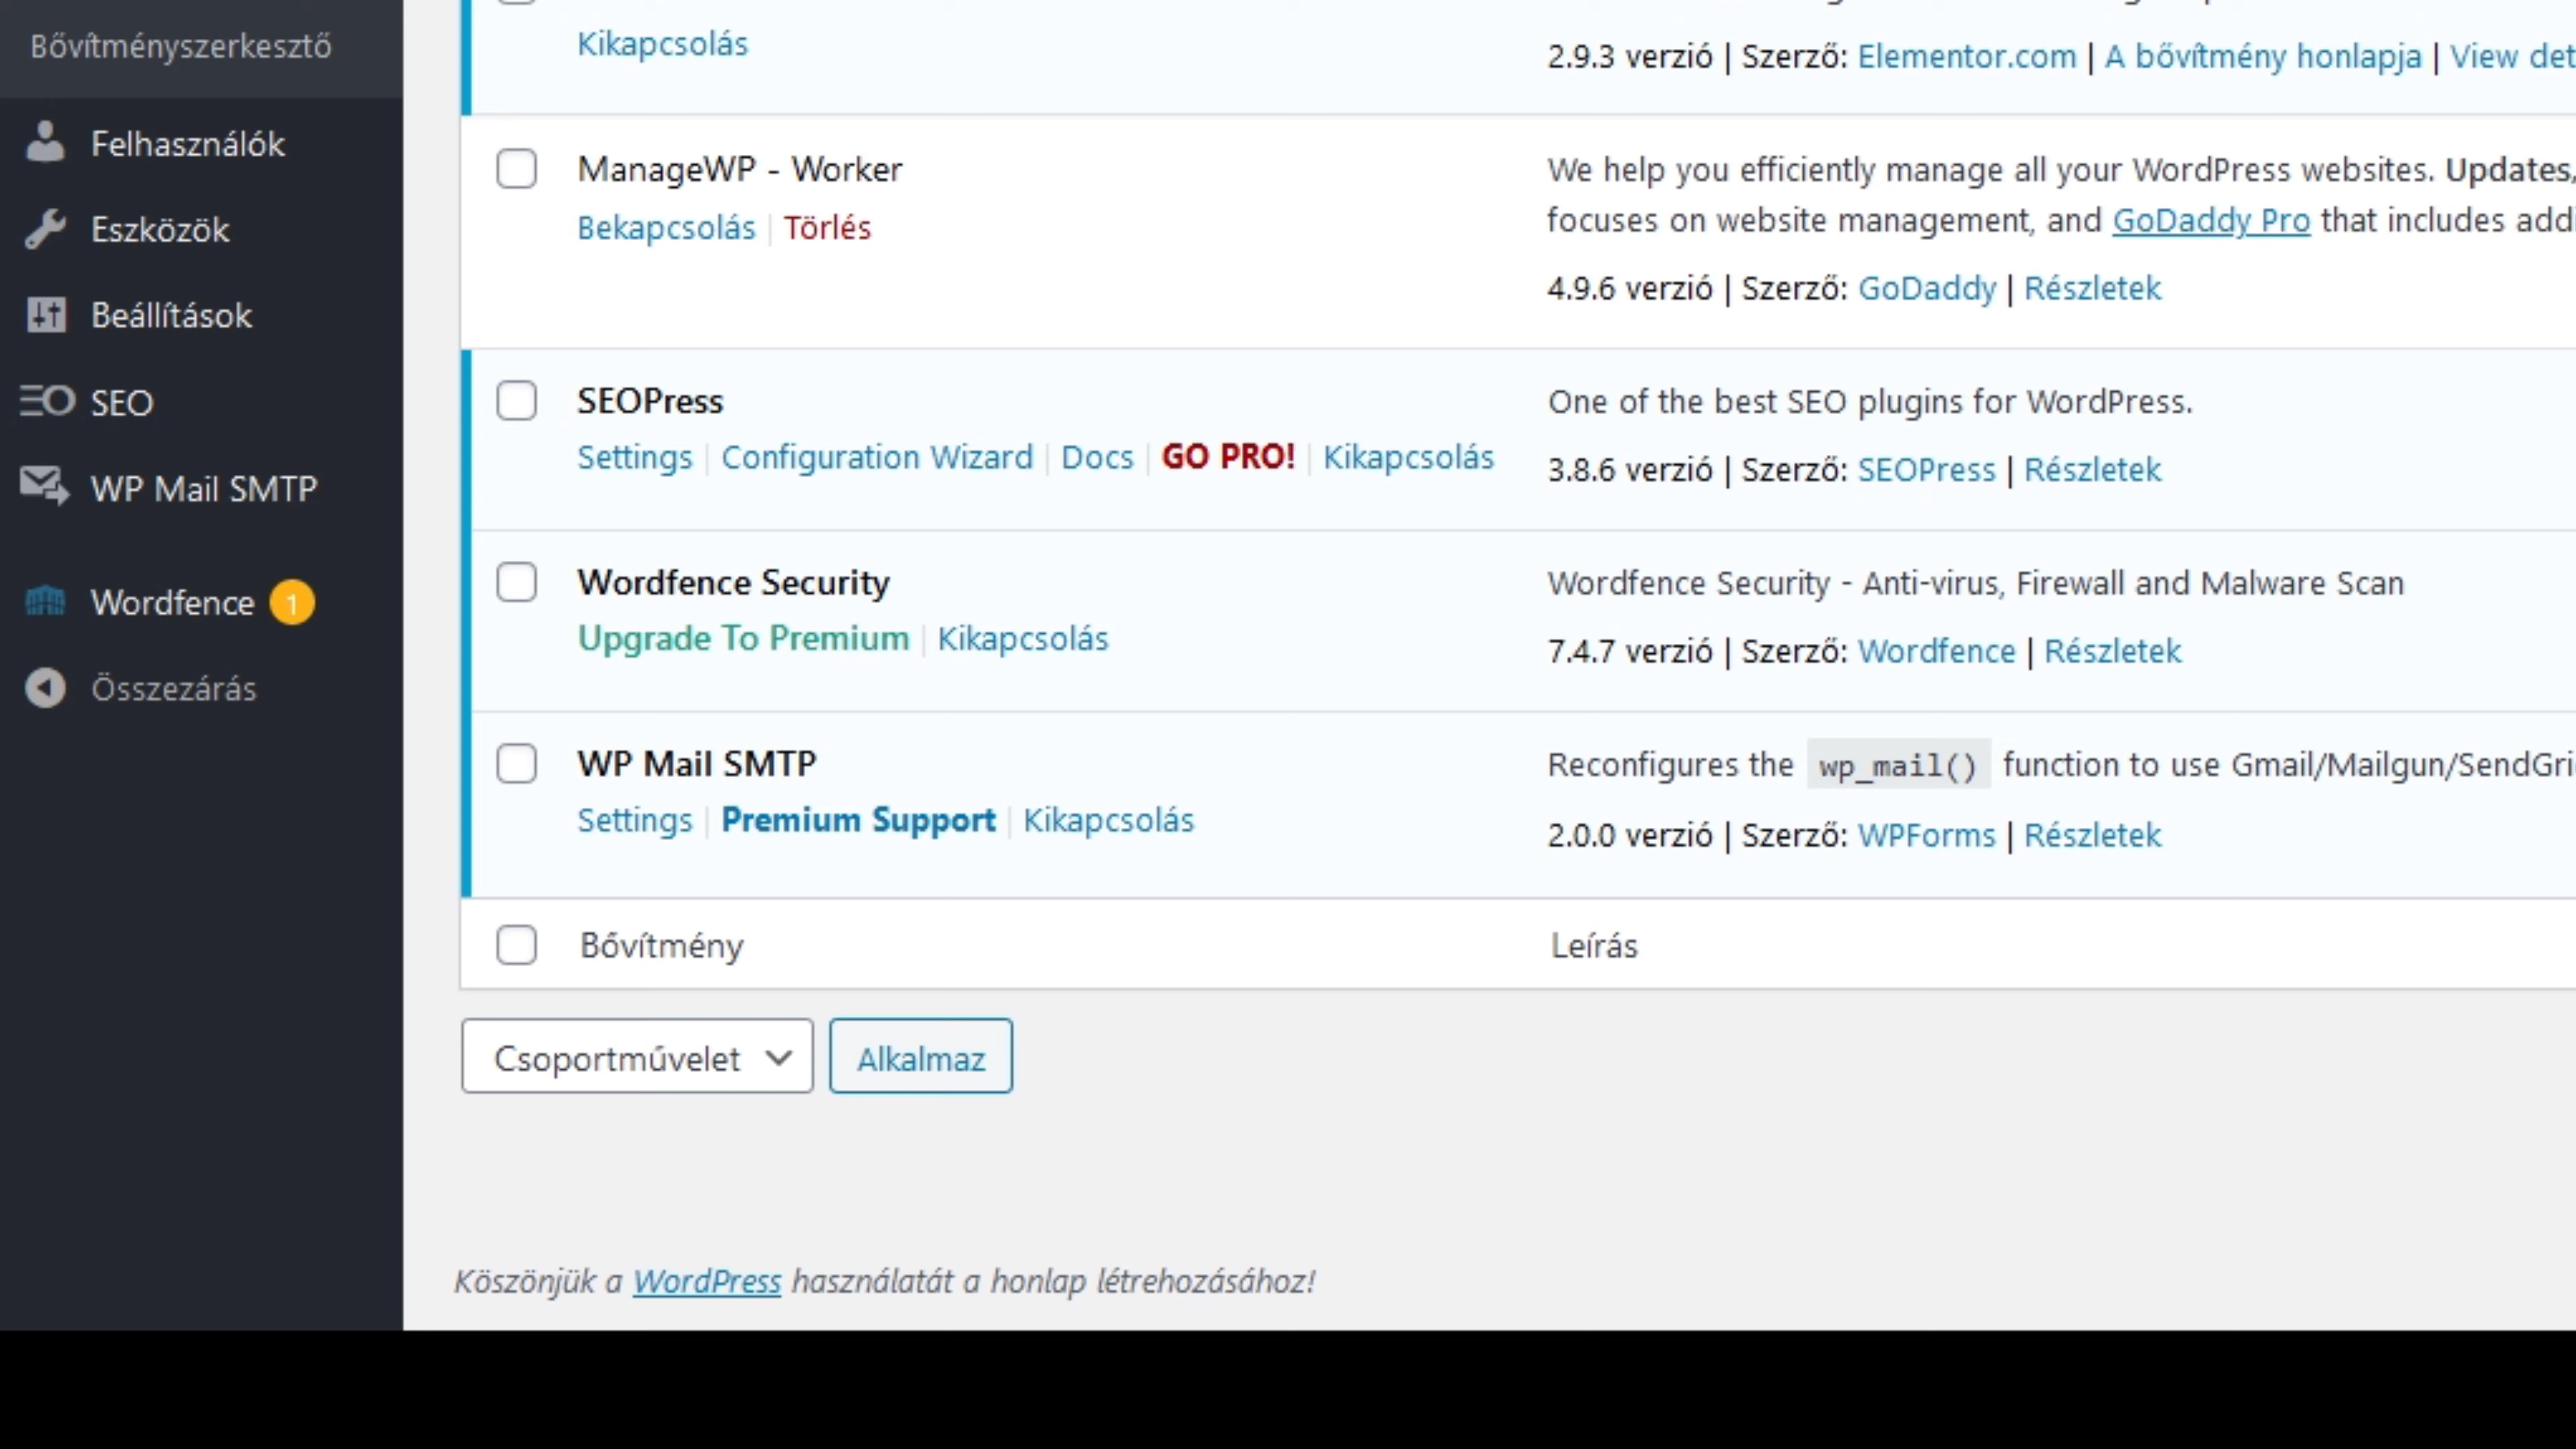 Bővítményszerkesztő
Felhasználók
Eszközök
Beállítások
SEO
WP Mail SMTP
Wordfence 1
Összezárás
Kikapcsolás
2.9.3 verzió | Szerző: Elementor.com | A bővítmény honlapja | View det
ManageWP - Worker
Bekapcsolás | Törlés
We help you efficiently manage all your WordPress websites. Updates,
focuses on website management, and GoDaddy Pro that includes add
4.9.6 verzió | Szerző: GoDaddy | Részletek
SEOPress
Settings | Configuration Wizard | Docs | GO PRO! | Kikapcsolás
One of the best SEO plugins for WordPress.
3.8.6 verzió | Szerző: SEOPress | Részletek
Wordfence Security
Upgrade To Premium | Kikapcsolás
Wordfence Security - Anti-virus, Firewall and Malware Scan
7.4.7 verzió | Szerző: Wordfence | Részletek
WP Mail SMTP
Settings | Premium Support | Kikapcsolás
Reconfigures the wp_mail() function to use Gmail/Mailgun/SendGri
2.0.0 verzió | Szerző: WPForms | Részletek
Bővítmény
Leírás
Csoportművelet
Alkalmaz
Köszönjük a WordPress használatát a honlap létrehozásához!